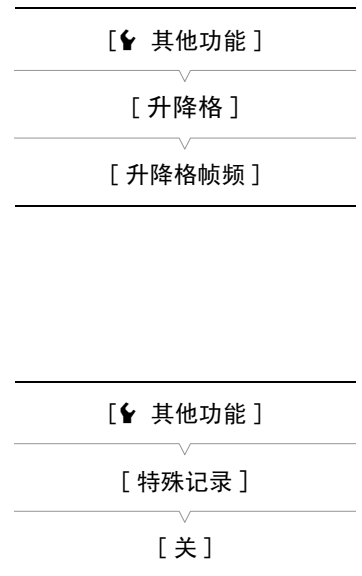 [ 其他功能 ]
[ 升降格 ]
[ 升降格帧频 ]
[ 其他功能 ]
[ 特殊记录 ]
[ 关 ]